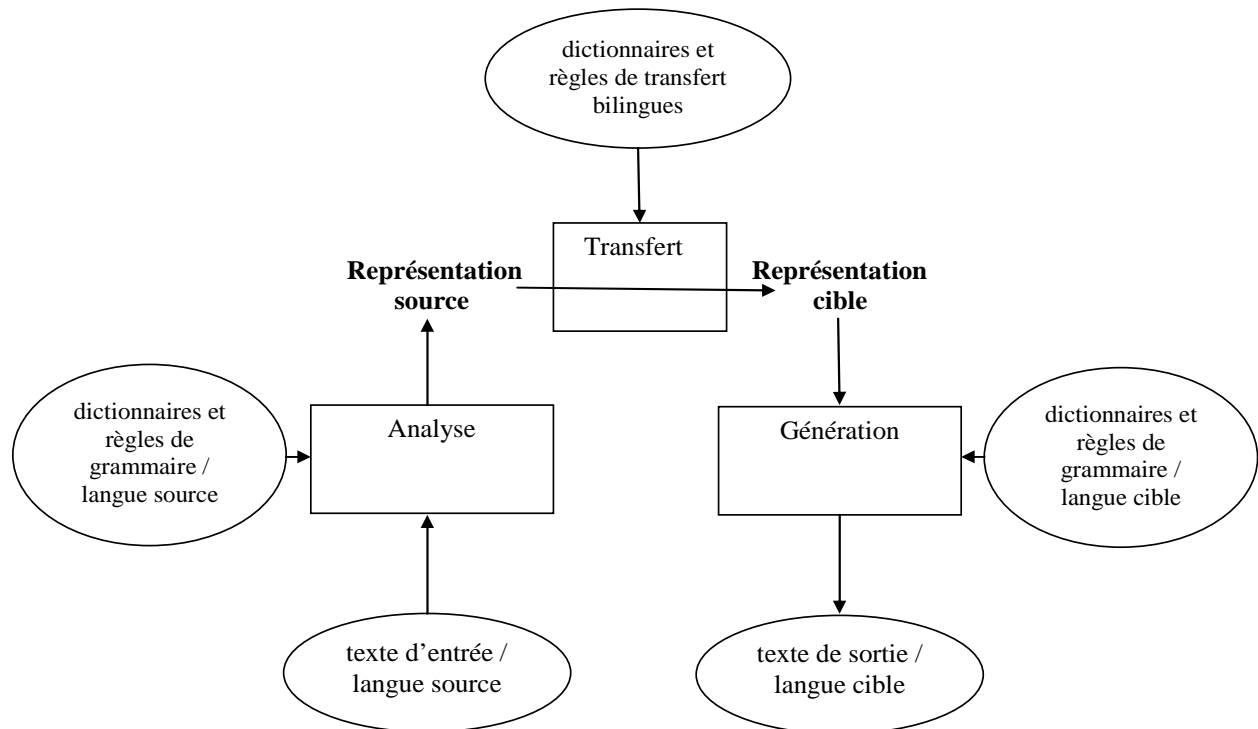 dictionnaires et
règles de transfert
bilingues
Transfert
Représentation
source
Représentation
cible
dictionnaires et
règles de
grammaire /
langue source
Analyse
Génération
dictionnaires et
règles de
grammaire /
langue cible
texte d’entrée /
langue source
texte de sortie /
langue cible